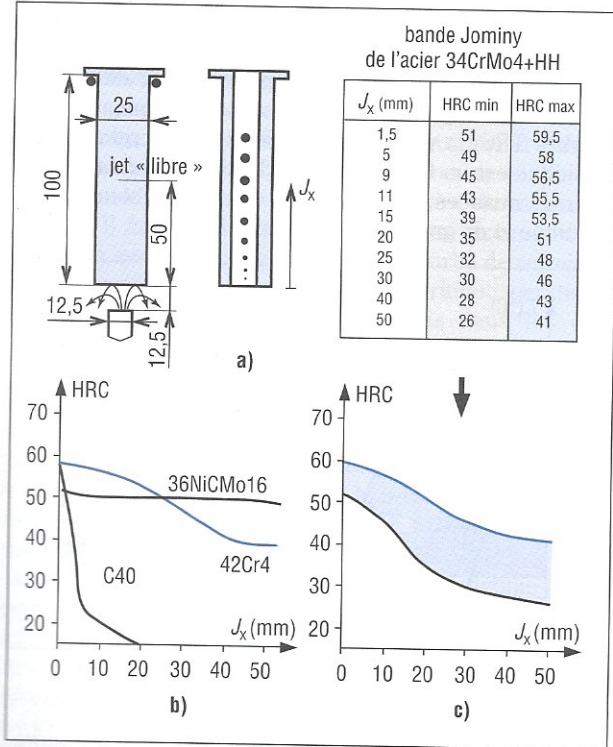 25
jet « libre »
100
50
12,5
12,5
Jx
a)
bande Jominy
de l'acier 34CrMo4+HH
Jx (mm) HRC min HRC max
1,5 51 59,5
5 49 58
9 45 56,5
11 43 55,5
15 39 53,5
20 35 51
25 32 48
30 30 46
40 28 43
50 26 41
HRC
70
60
50
40
30
20
36NiCMo16
C40
42Cr4
Jx (mm)
0 10 20 30 40 50
b)
HRC
70
60
50
40
30
20
Jx (mm)
0 10 20 30 40 50
c)